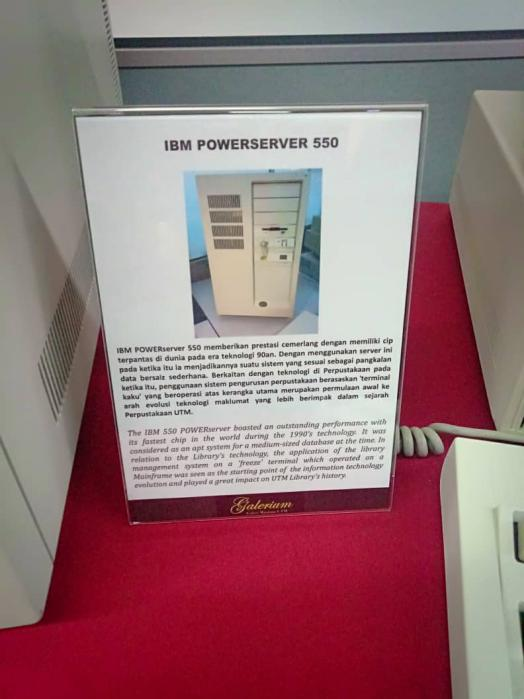 IBM POWERSERVER 550
IBM POWERserver 550 memberikan prestasi cemerlang dengan memiliki cip
terpantas di dunia pada era teknologi 90an. Dengan menggunakan server ini
pada ketika itu ia menjadikannya suatu sistem yang sesuai sebagai pangkalan
data bersaiz sederhana. Berkaitan dengan teknologi di Perpustakaan pada
ketika itu, penggunaan sistem pengurusan perpustakaan berasaskan 'terminal
kaku' yang beroperasi atas kerangka utama merupakan permulaan awal ke
arah evolusi teknologi maklumat yang lebih berimpak dalam sejarah
Perpustakaan UTM.
The IBM 550 POWERserver boasted an outstanding performance with
its fastest chip in the world during the 1990's technology. It was
considered as an apt system for a medium-sized database at the time. In
relation to the Library's technology, the application of the library
management system on a 'freeze' terminal which operated on a
Mainframe was seen as the starting point of the information technology
evolution and played a great impact on UTM Library's history.
Galerium